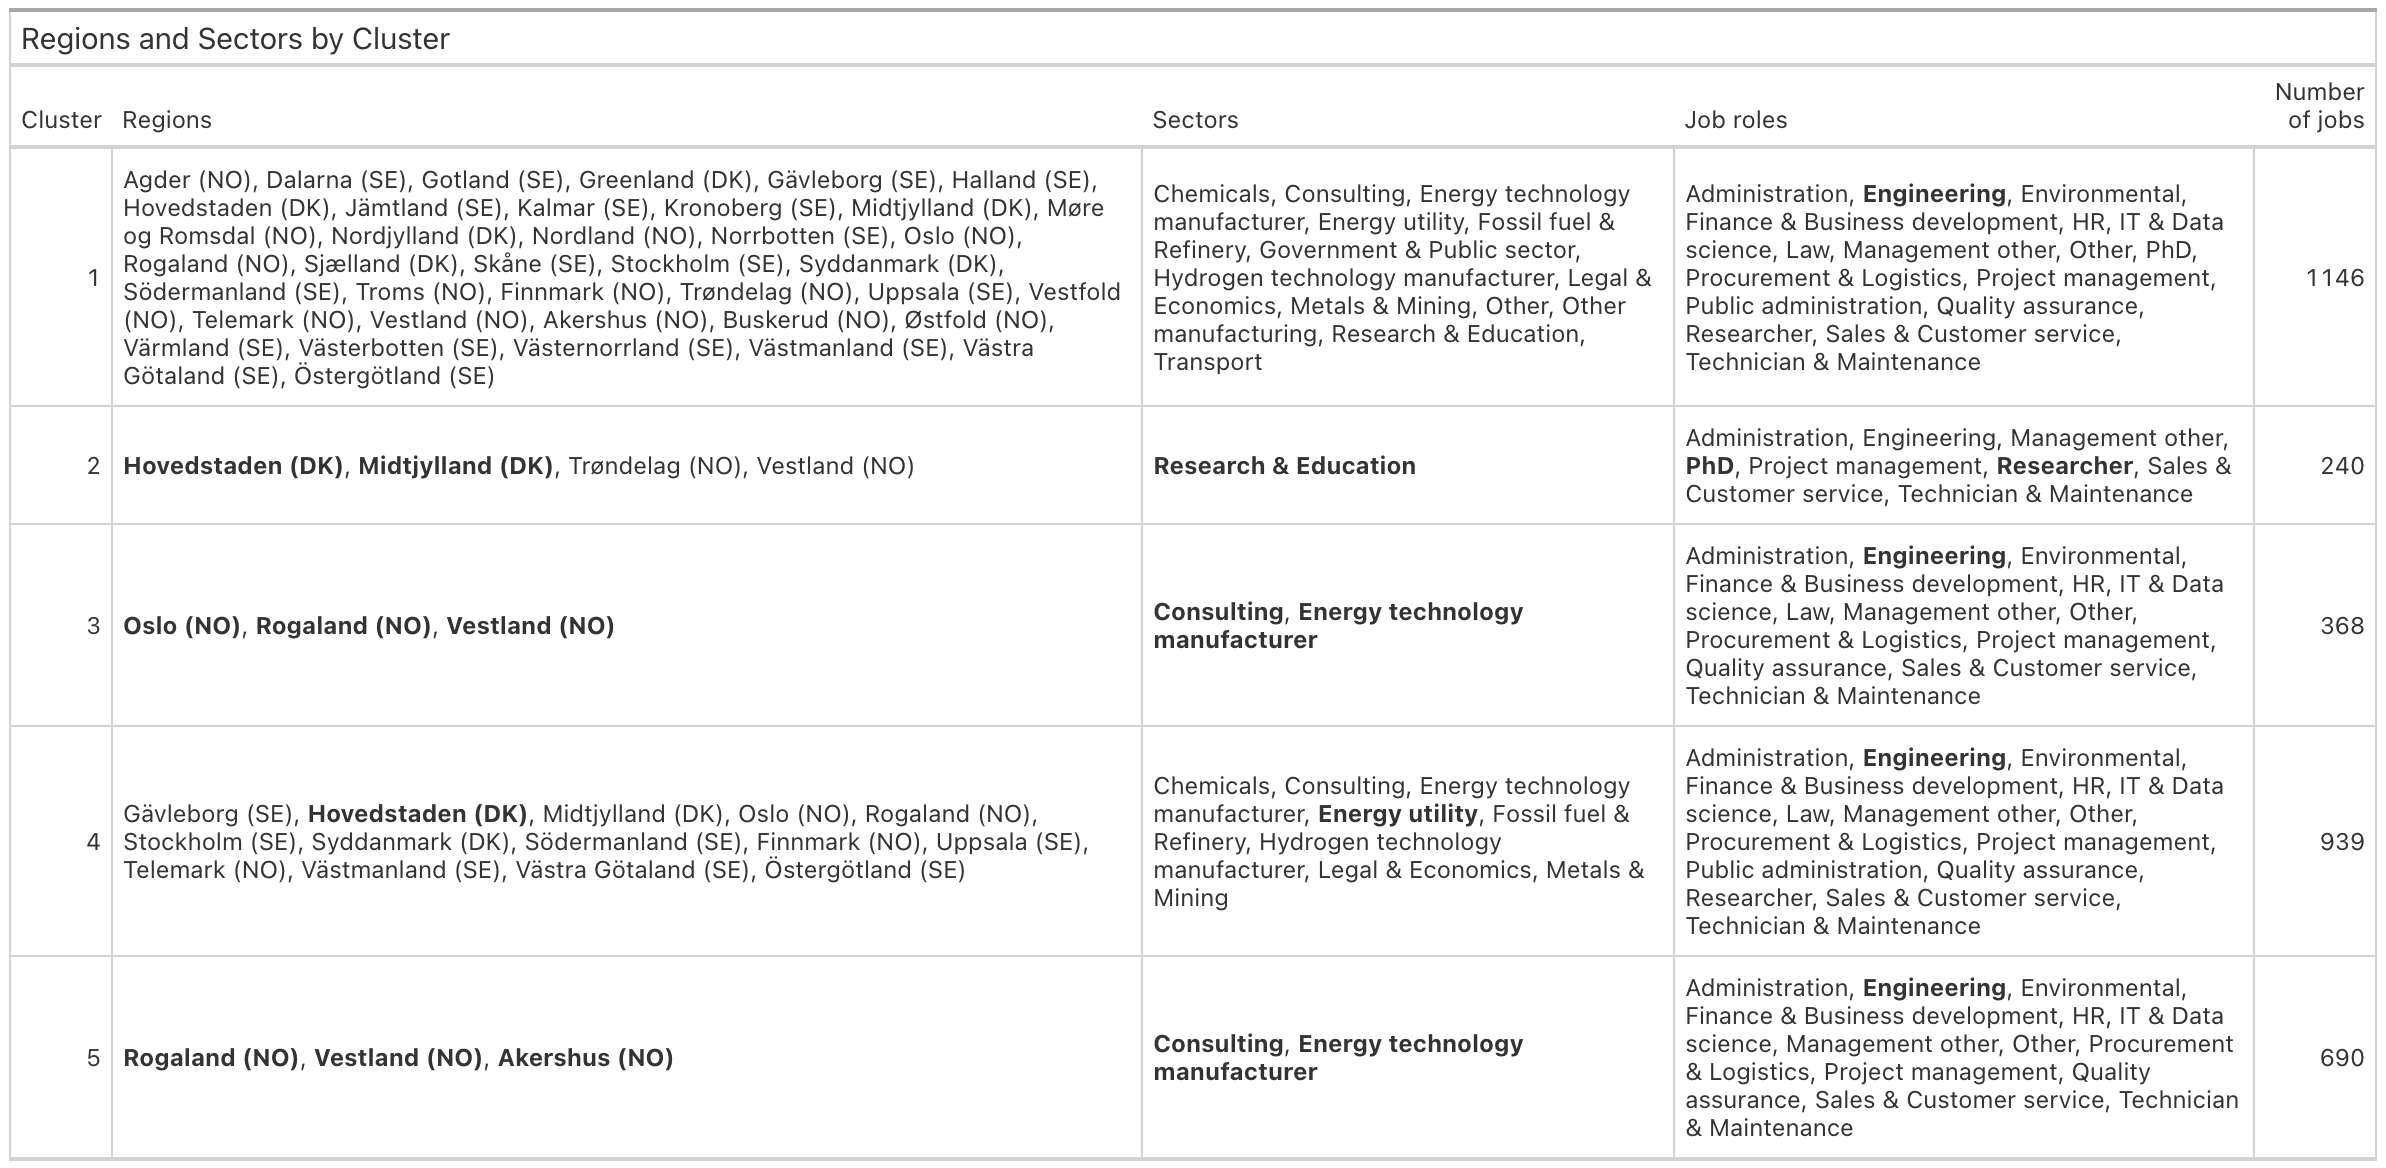 Regions and Sectors by Cluster
Cluster Regions Sectors Job roles Number of jobs
1
Agder (NO), Dalarna (SE), Gotland (SE), Greenland (DK), Gävleborg (SE), Halland (SE),
Hovedstaden (DK), Jämtland (SE), Kalmar (SE), Kronoberg (SE), Midtjylland (DK), Møre
og Romsdal (NO), Nordjylland (DK), Nordland (NO), Norrbotten (SE), Oslo (NO),
Rogaland (NO), Sjælland (DK), Skåne (SE), Stockholm (SE), Syddanmark (DK),
Södermanland (SE), Troms (NO), Finnmark (NO), Trøndelag (NO), Uppsala (SE), Vestfold
(NO), Telemark (NO), Vestland (NO), Akershus (NO), Buskerud (NO), Østfold (NO),
Värmland (SE), Västerbotten (SE), Västernorrland (SE), Västmanland (SE), Västra
Götaland (SE), Östergötland (SE)
Chemicals, Consulting, Energy technology
manufacturer, Energy utility, Fossil fuel &
Refinery, Government & Public sector,
Hydrogen technology manufacturer, Legal &
Economics, Metals & Mining, Other, Other
manufacturing, Research & Education,
Transport
Administration, Engineering, Environmental,
Finance & Business development, HR, IT & Data
science, Law, Management other, Other, PhD,
Procurement & Logistics, Project management,
Public administration, Quality assurance,
Researcher, Sales & Customer service,
Technician & Maintenance
1146
2
Hovedstaden (DK), Midtjylland (DK), Trøndelag (NO), Vestland (NO)
Research & Education
Administration, Engineering, Management other,
PhD, Project management, Researcher, Sales &
Customer service, Technician & Maintenance
240
3
Oslo (NO), Rogaland (NO), Vestland (NO)
Consulting, Energy technology
manufacturer
Administration, Engineering, Environmental,
Finance & Business development, HR, IT & Data
science, Law, Management other, Other,
Procurement & Logistics, Project management,
Quality assurance, Sales & Customer service,
Technician & Maintenance
368
4
Gävleborg (SE), Hovedstaden (DK), Midtjylland (DK), Oslo (NO), Rogaland (NO),
Stockholm (SE), Syddanmark (DK), Södermanland (SE), Finnmark (NO), Uppsala (SE),
Telemark (NO), Västmanland (SE), Västra Götaland (SE), Östergötland (SE)
Chemicals, Consulting, Energy technology
manufacturer, Energy utility, Fossil fuel &
Refinery, Hydrogen technology
manufacturer, Legal & Economics, Metals &
Mining
Administration, Engineering, Environmental,
Finance & Business development, HR, IT & Data
science, Law, Management other, Other,
Procurement & Logistics, Project management,
Public administration, Quality assurance,
Researcher, Sales & Customer service,
Technician & Maintenance
939
5
Rogaland (NO), Vestland (NO), Akershus (NO)
Consulting, Energy technology
manufacturer
Administration, Engineering, Environmental,
Finance & Business development, HR, IT & Data
science, Management other, Other, Procurement
& Logistics, Project management, Quality
assurance, Sales & Customer service, Technician
& Maintenance
690